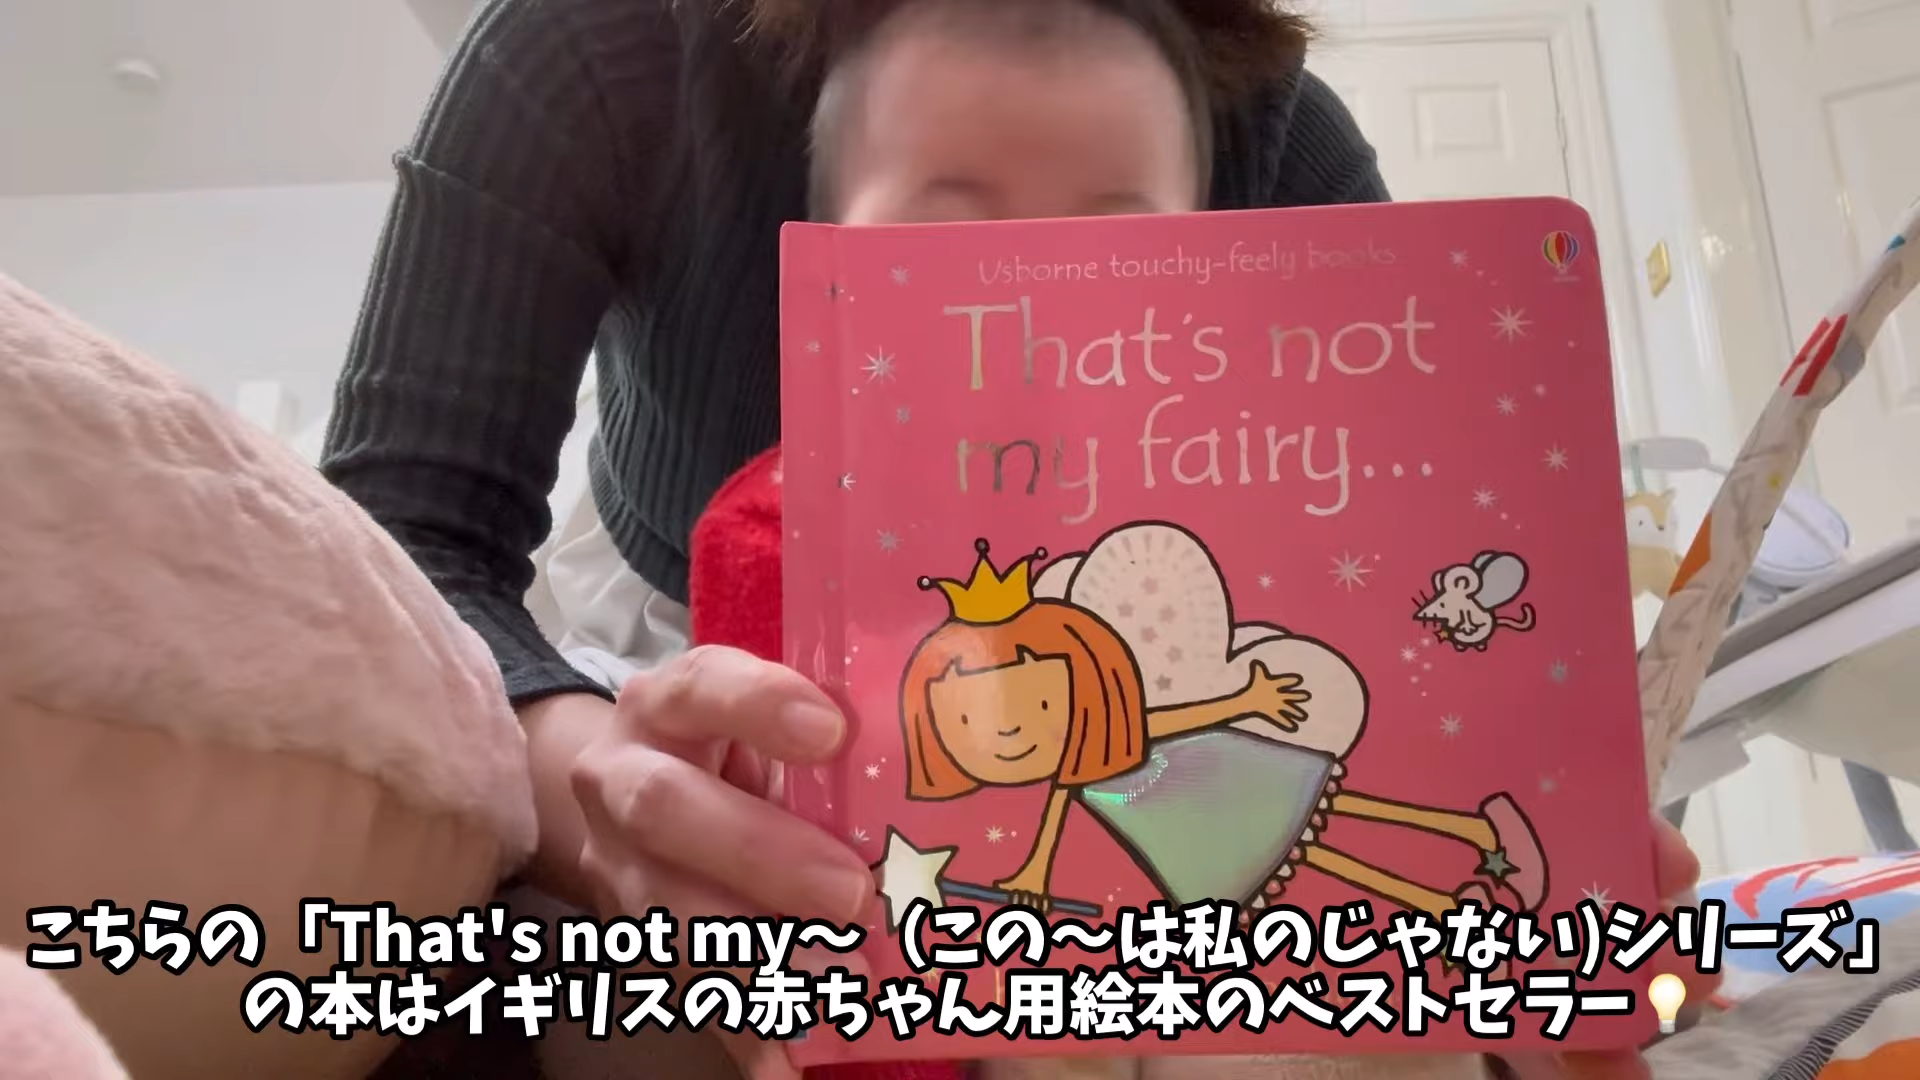 Usborne touchy-feely books
That's not
my fairy...
こちらの「That's not my〜（この〜は私のじゃない)シリーズ」
の本はイギリスの赤ちゃん用絵本のベストセラー💡